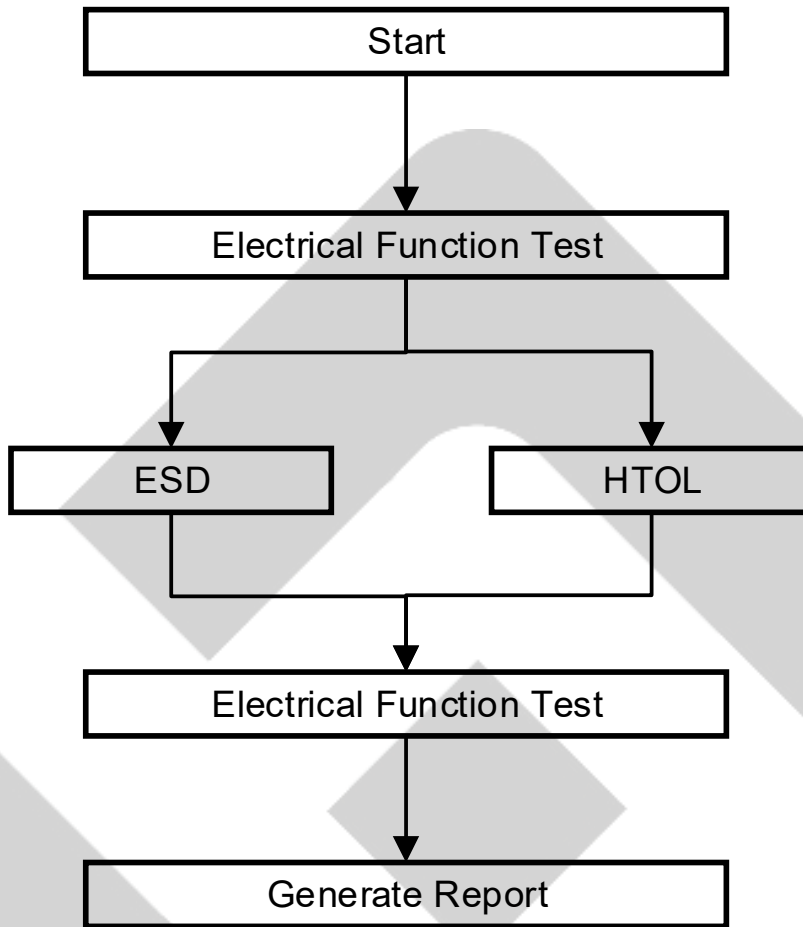 Start
Electrical Function Test
ESD
HTOL
Electrical Function Test
Generate Report